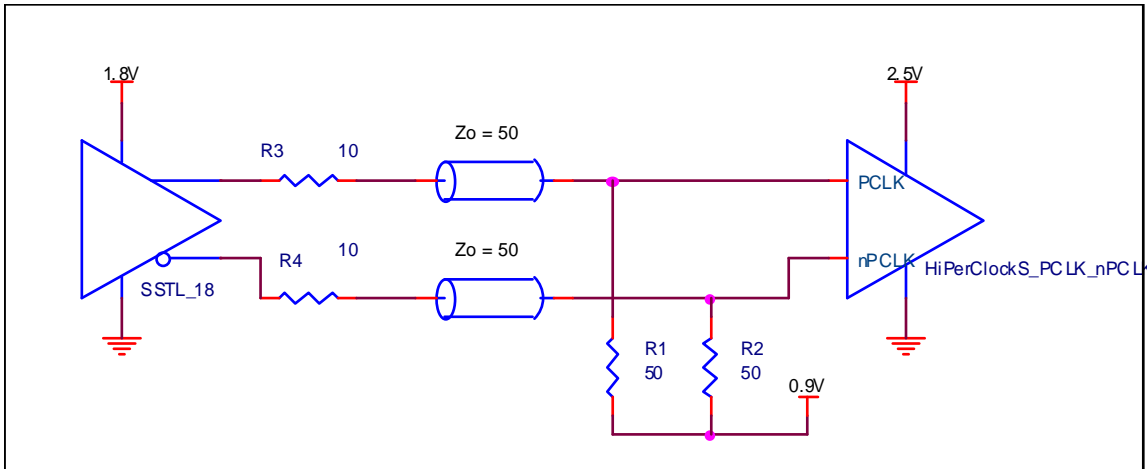 1.8V
2.5V
Zo = 50
R3 10
PCLK
Zo = 50
R4 10
nPCLK
HiPerClockS_PCLK_nPCLK
SSTL_18
R1
50
R2
50
0.9V